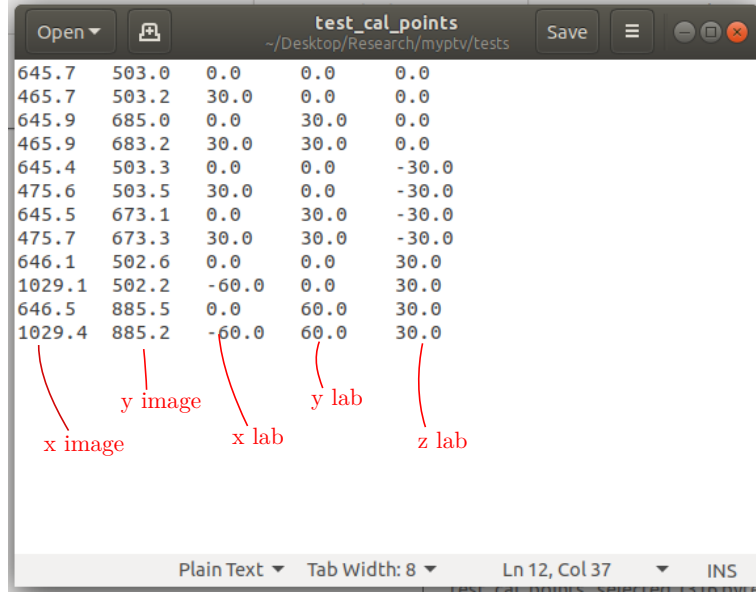 Open test_cal_points Save
~/Desktop/Research/myptv/tests
645.7 503.0 0.0 0.0 0.0
465.7 503.2 30.0 0.0 0.0
645.9 685.0 0.0 30.0 0.0
465.9 683.2 30.0 30.0 0.0
645.4 503.3 0.0 0.0 -30.0
475.6 503.5 30.0 0.0 -30.0
645.5 673.1 0.0 30.0 -30.0
475.7 673.3 30.0 30.0 -30.0
646.1 502.6 0.0 0.0 30.0
1029.1 502.2 -60.0 0.0 30.0
646.5 885.5 0.0 60.0 30.0
1029.4 885.2 -60.0 60.0 30.0
y image y lab
x image x lab z lab
Plain Text Tab Width: 8 Ln 12, Col 37 INS